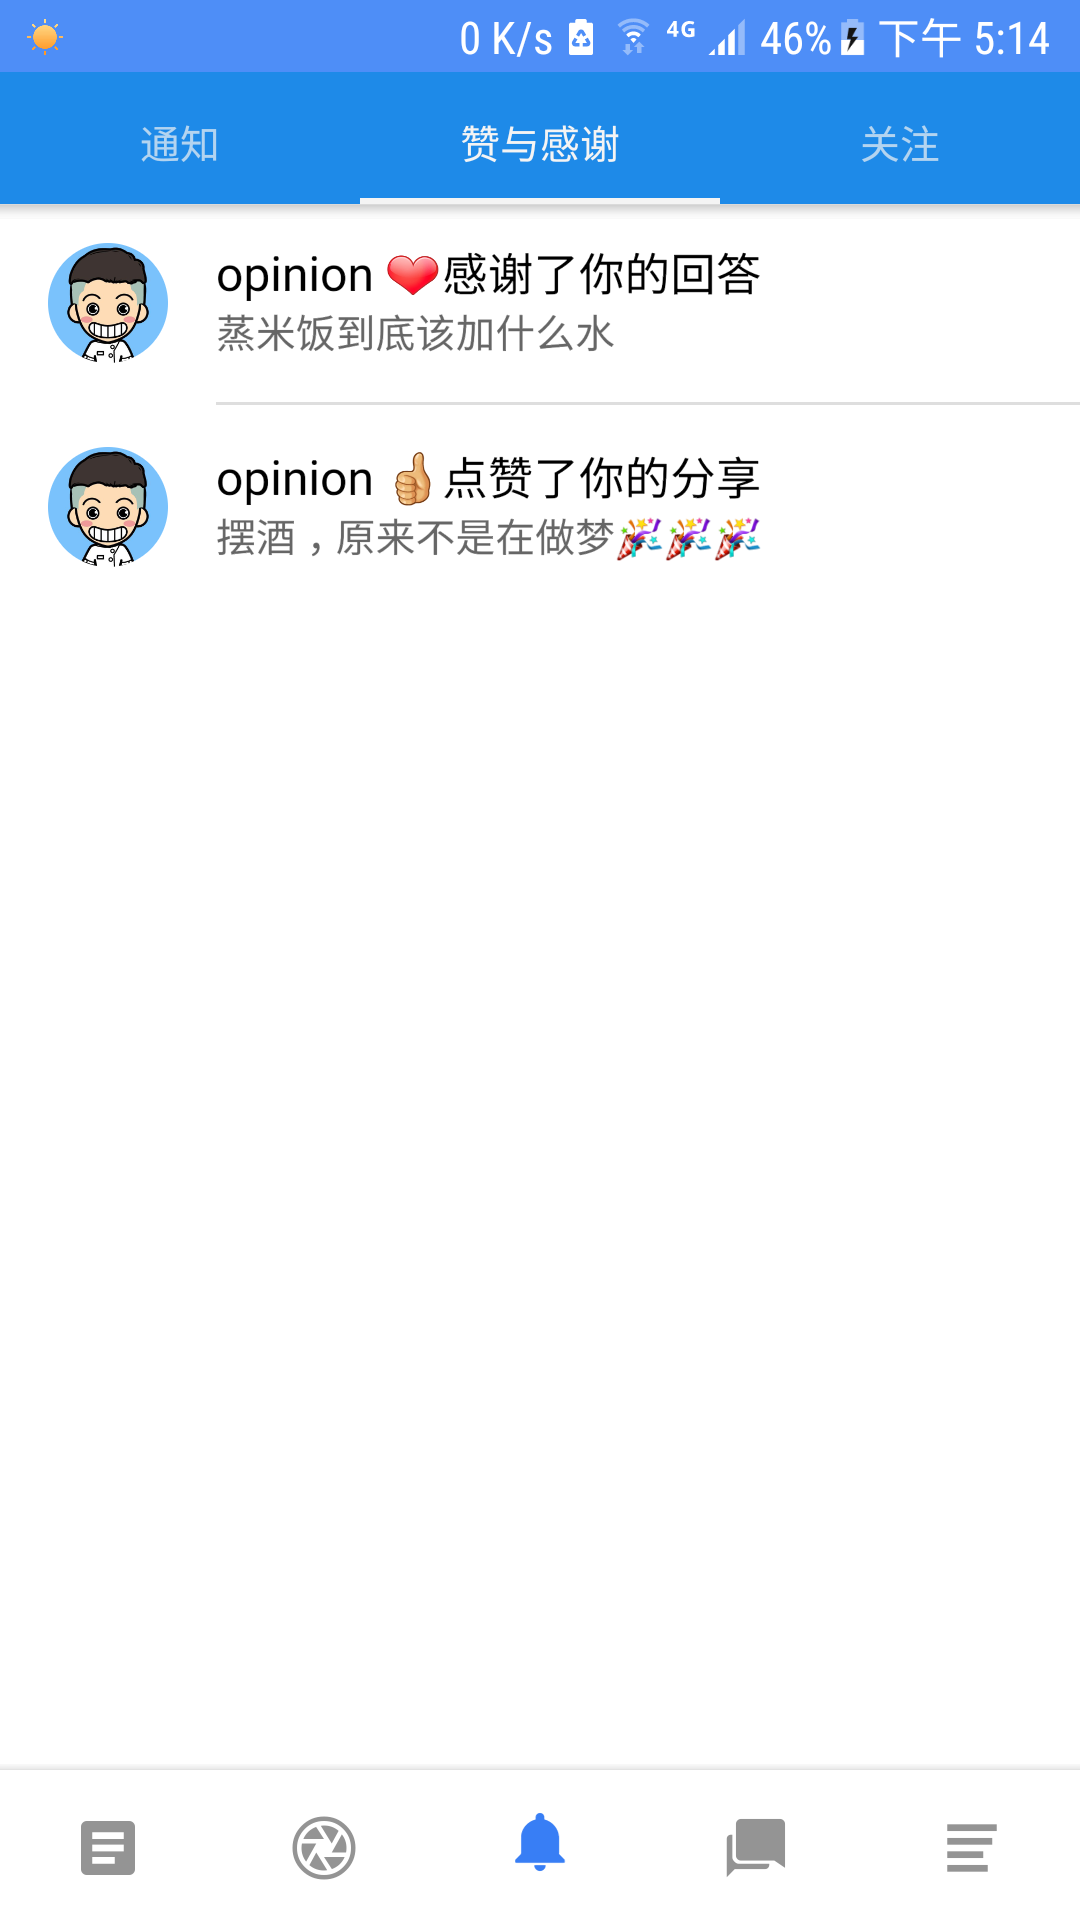 0 K/s 4G 46% 下午 5:14
通知 赞与感谢 关注
opinion ❤感谢了你的回答
蒸米饭到底该加什么水
opinion 👍点赞了你的分享
摆酒，原来不是在做梦🎉🎉🎉